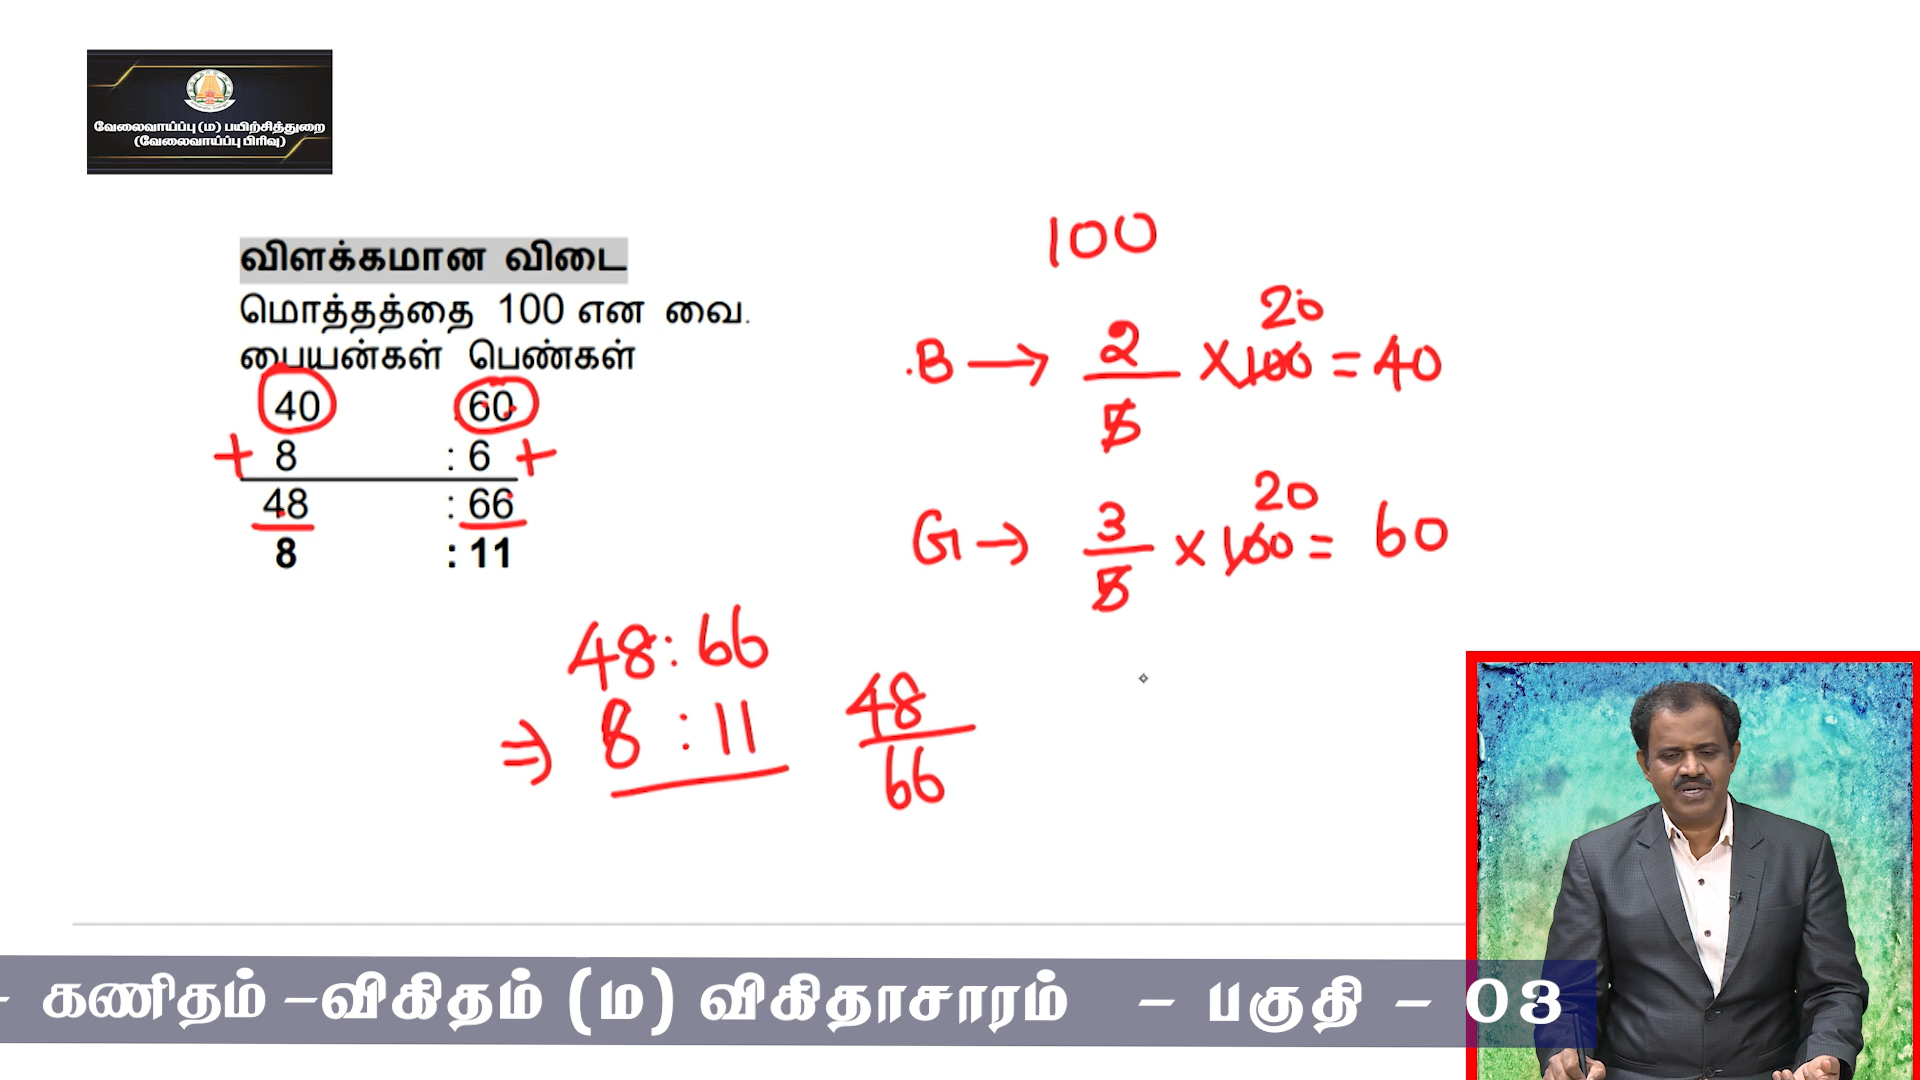 வேலைவாய்ப்பு (ம) பயிற்சித்துறை
(வேலைவாய்ப்பு பிரிவு)
விளக்கமான விடை
மொத்தத்தை 100 என வை.
பையன்கள் பெண்கள்
40 : 60
+ 8 : 6 +
48 : 66
8 : 11
100
B → 2/5 × 100 = 40
20
G → 3/5 × 100 = 60
20
48 : 66
⇒ 8 : 11
48/66
- கணிதம் – விகிதம் (ம) விகிதாசாரம் – பகுதி – 03